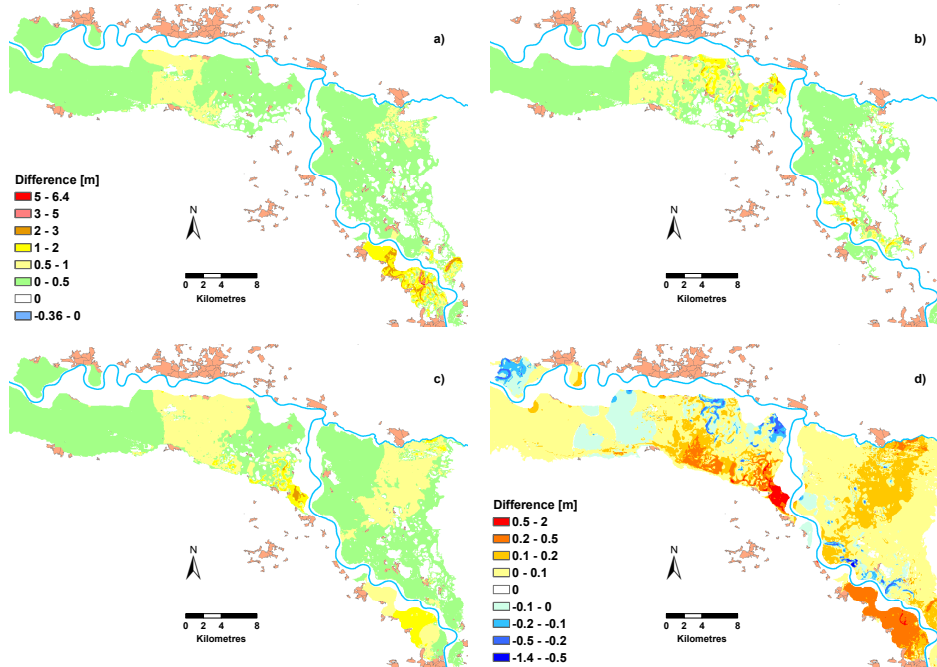 a)
Difference [m]
5 - 6.4
3 - 5
2 - 3
1 - 2
0.5 - 1
0 - 0.5
0
-0.36 - 0
N
0 2 4 8
Kilometres
b)
N
0 2 4 8
Kilometres
c)
N
0 2 4 8
Kilometres
d)
Difference [m]
0.5 - 2
0.2 - 0.5
0.1 - 0.2
0 - 0.1
0
-0.1 - 0
-0.2 - -0.1
-0.5 - -0.2
-1.4 - -0.5
N
0 2 4 8
Kilometres